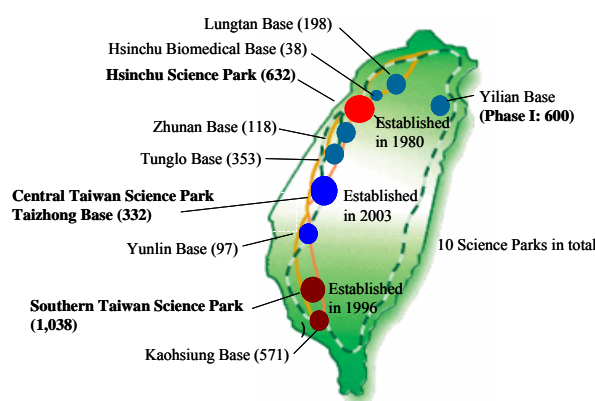 Lungtan Base (198)
Hsinchu Biomedical Base (38)
Hsinchu Science Park (632)
Yilian Base
(Phase I: 600)
Established
in 1980
Zhunan Base (118)
Tunglo Base (353)
Central Taiwan Science Park
Taizhong Base (332)
Established
in 2003
Yunlin Base (97)
10 Science Parks in total
Southern Taiwan Science Park
(1,038)
Established
in 1996
)
Kaohsiung Base (571)